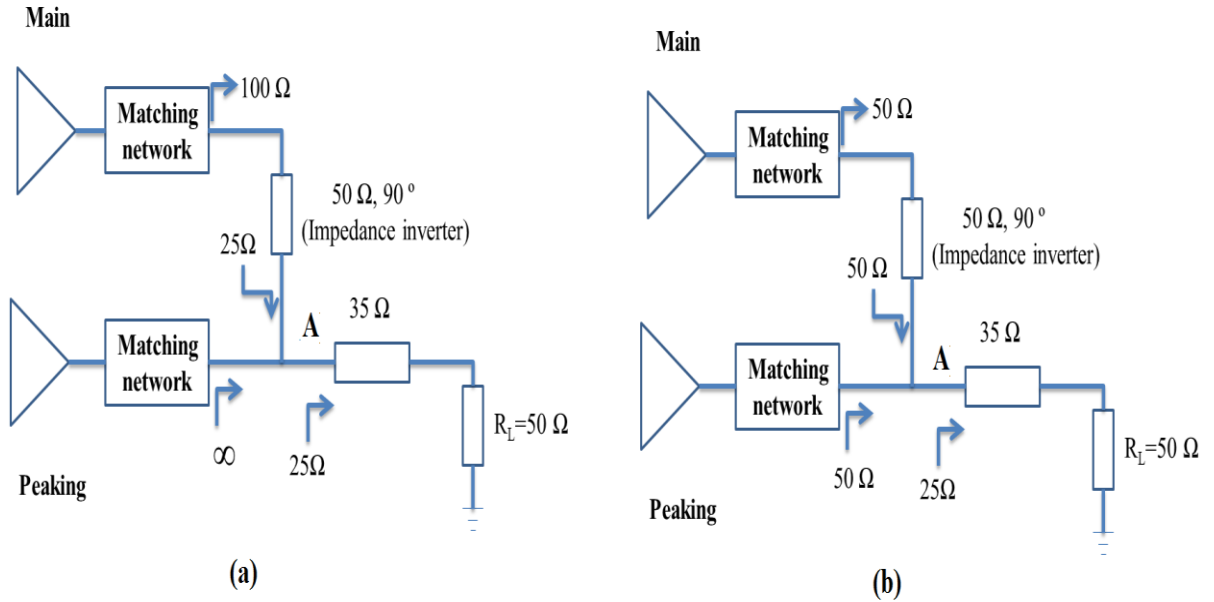 Main
100 Ω
Matching
network
50 Ω, 90 º
(Impedance inverter)
25Ω
A
35 Ω
Matching
network
R_L=50 Ω
∞
25Ω
Peaking
(a)
Main
50 Ω
Matching
network
50 Ω, 90 º
(Impedance inverter)
50 Ω
A
35 Ω
Matching
network
R_L=50 Ω
50 Ω
25Ω
Peaking
(b)